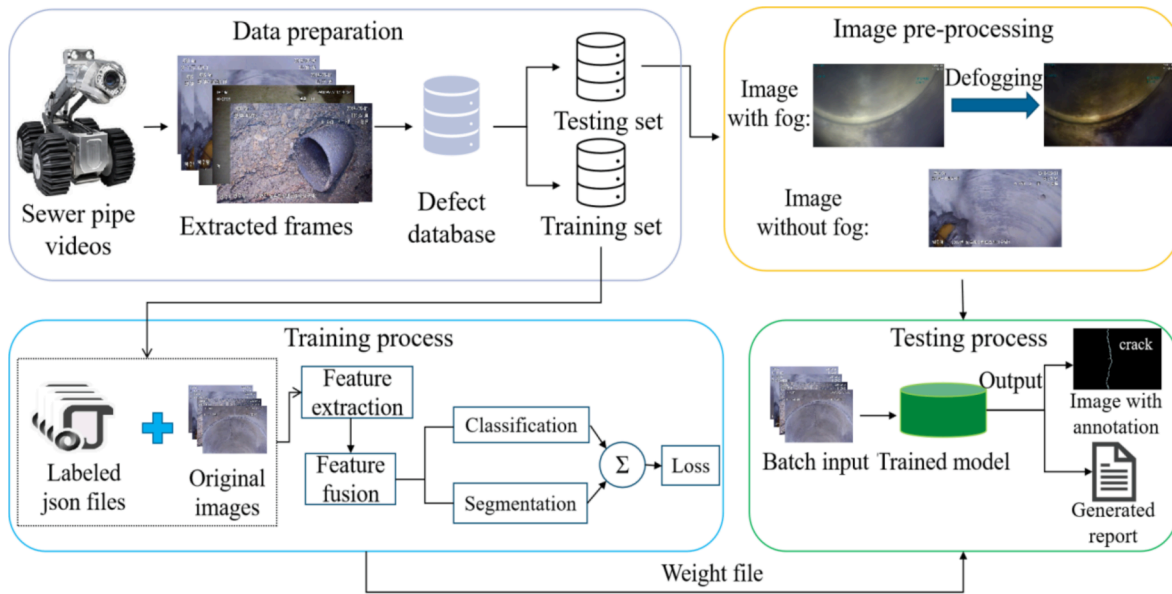 Data preparation
Sewer pipe
videos
Extracted frames
Defect
database
Testing set
Training set
Image pre-processing
Image
with fog:
Defogging
Image
without fog:
Training process
Labeled
json files
Original
images
Feature
extraction
Feature
fusion
Classification
Segmentation
Σ
Loss
Testing process
Batch input
Trained model
Output
crack
Image with
annotation
Generated
report
Weight file